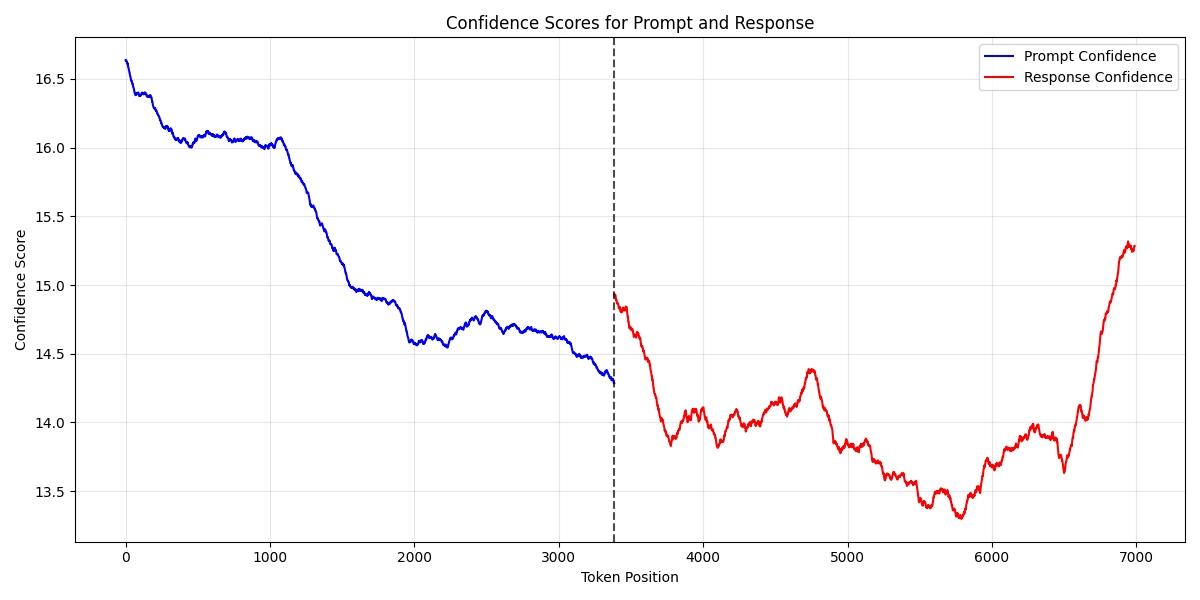 Confidence Scores for Prompt and Response
Prompt Confidence
Response Confidence
Confidence Score
16.5
16.0
15.5
15.0
14.5
14.0
13.5
0 1000 2000 3000 4000 5000 6000 7000
Token Position